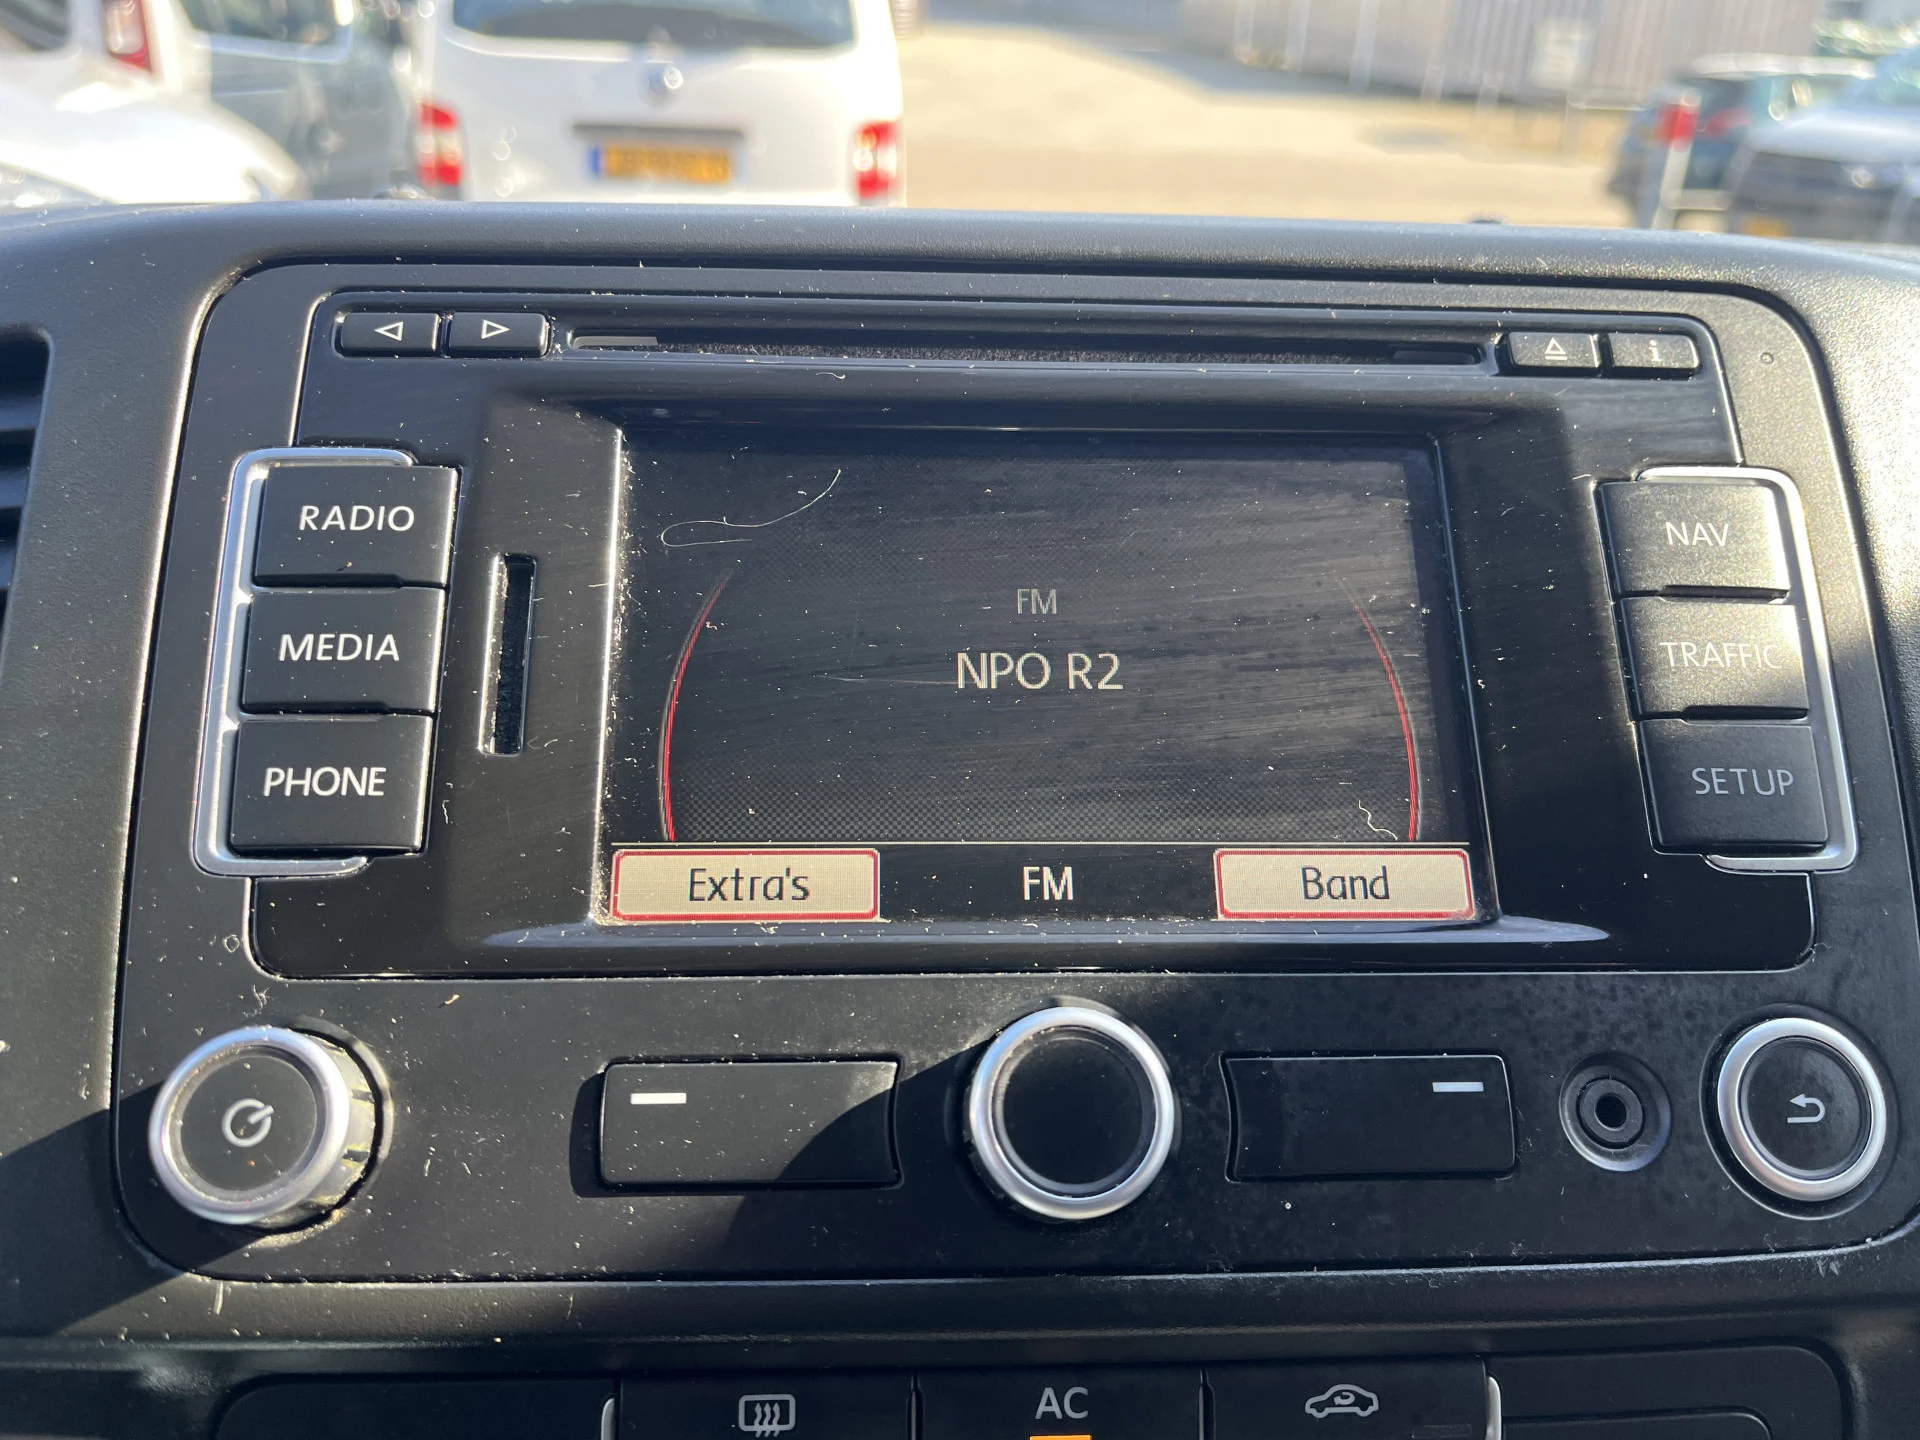 i
RADIO
MEDIA
PHONE
NAV
TRAFFIC
SETUP
FM
NPO R2
Extra's
FM
Band
AC